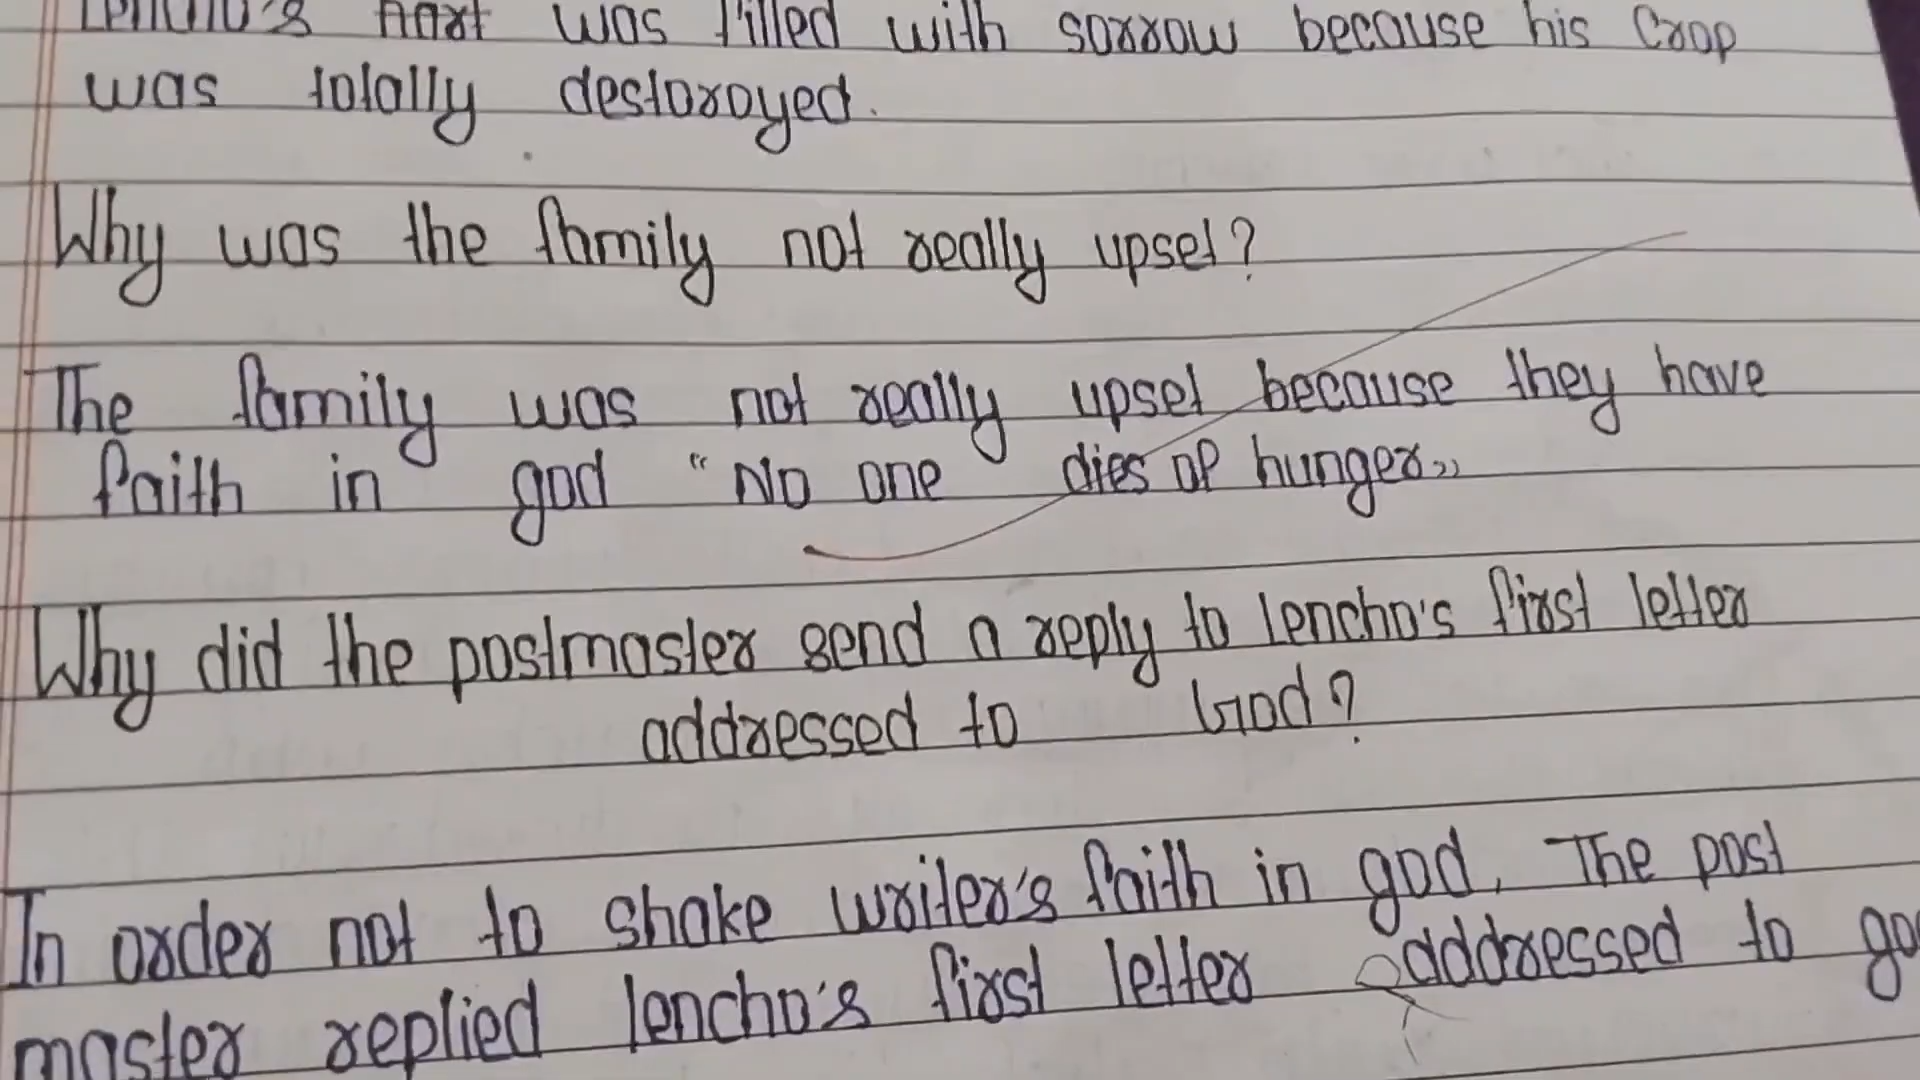 Lencho's hart was filled with sorrow because his Crop
was totally destoroyed.
Why was the family not really upset?
The family was not really upset because they have
faith in god "No one dies of hunger"
Why did the postmaster send a reply to lencho's first letter
addressed to God?
In order not to shake writer's faith in god. The post
master replied lencho's first letter addressed to go